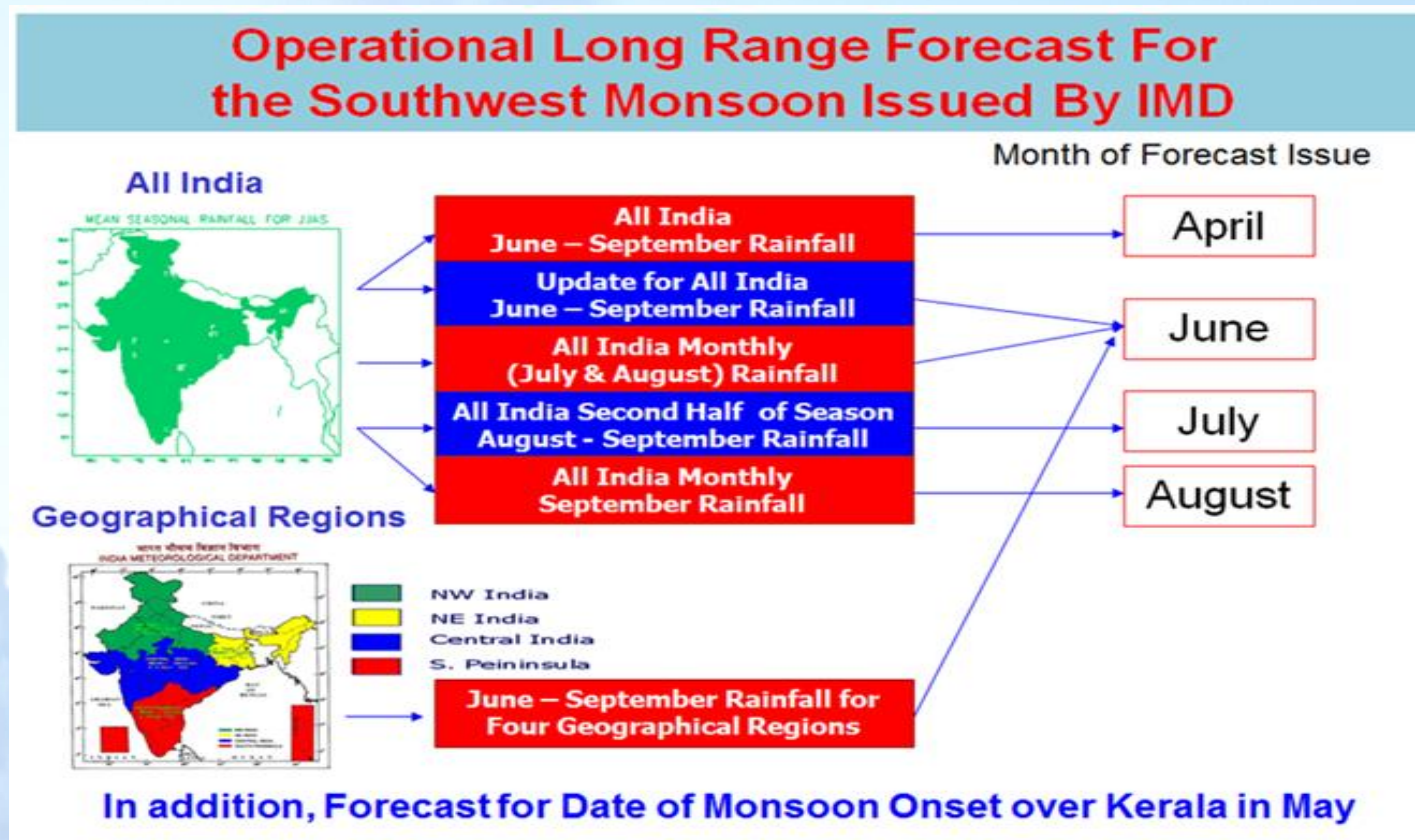 Operational Long Range Forecast For
the Southwest Monsoon Issued By IMD
Month of Forecast Issue
All India
MEAN SEASONAL RAINFALL FOR JJAS
All India
June – September Rainfall
April
Update for All India
June – September Rainfall
June
All India Monthly
(July & August) Rainfall
All India Second Half of Season
August - September Rainfall
July
All India Monthly
September Rainfall
August
Geographical Regions
भारत मौसम विज्ञान विभाग
INDIA METEOROLOGICAL DEPARTMENT
NW India
NE India
Central India
S. Peininsula
June – September Rainfall for
Four Geographical Regions
In addition, Forecast for Date of Monsoon Onset over Kerala in May